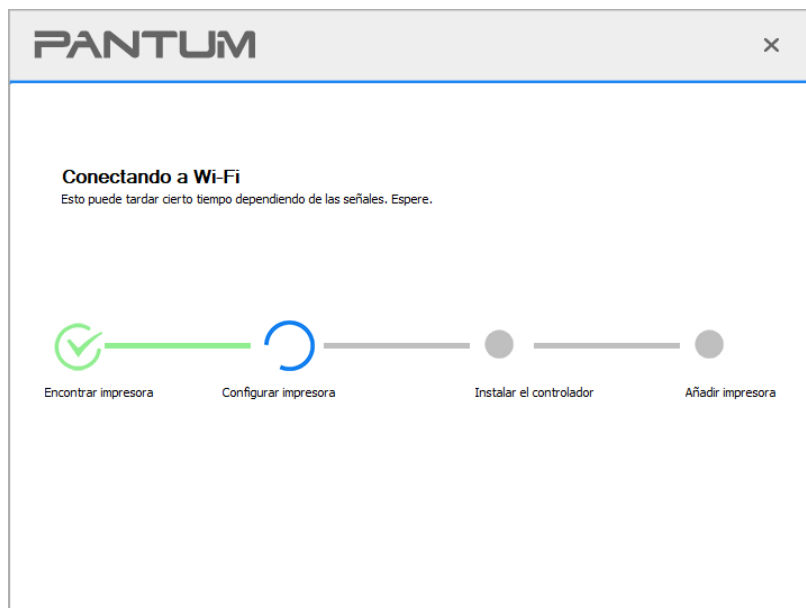 PANTUM
Conectando a Wi-Fi
Esto puede tardar cierto tiempo dependiendo de las señales. Espere.
Encontrar impresora
Configurar impresora
Instalar el controlador
Añadir impresora